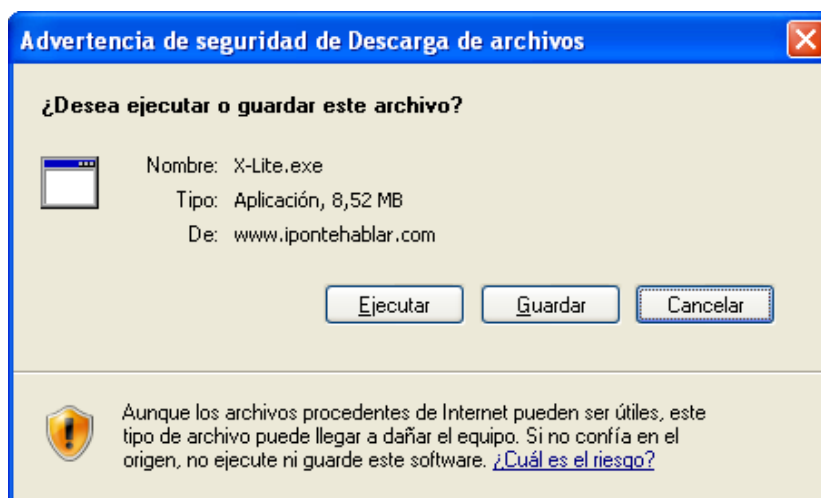 Advertencia de seguridad de Descarga de archivos
¿Desea ejecutar o guardar este archivo?
Nombre: X-Lite.exe
Tipo: Aplicación, 8,52 MB
De: www.ipontehablar.com
Ejecutar Guardar Cancelar
Aunque los archivos procedentes de Internet pueden ser útiles, este
tipo de archivo puede llegar a dañar el equipo. Si no confía en el
origen, no ejecute ni guarde este software. ¿Cuál es el riesgo?